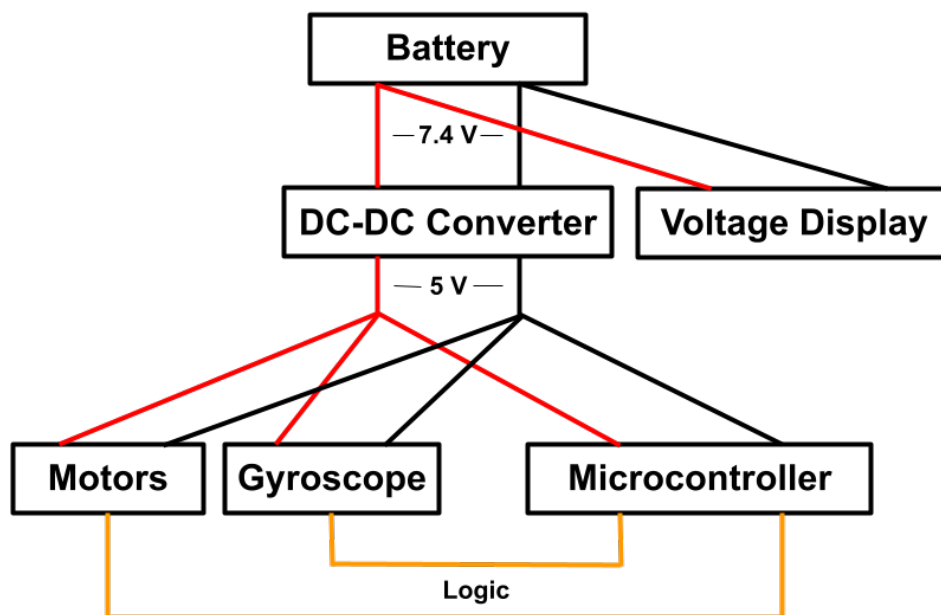 Battery
7.4 V
DC-DC Converter
Voltage Display
5 V
Motors
Gyroscope
Microcontroller
Logic